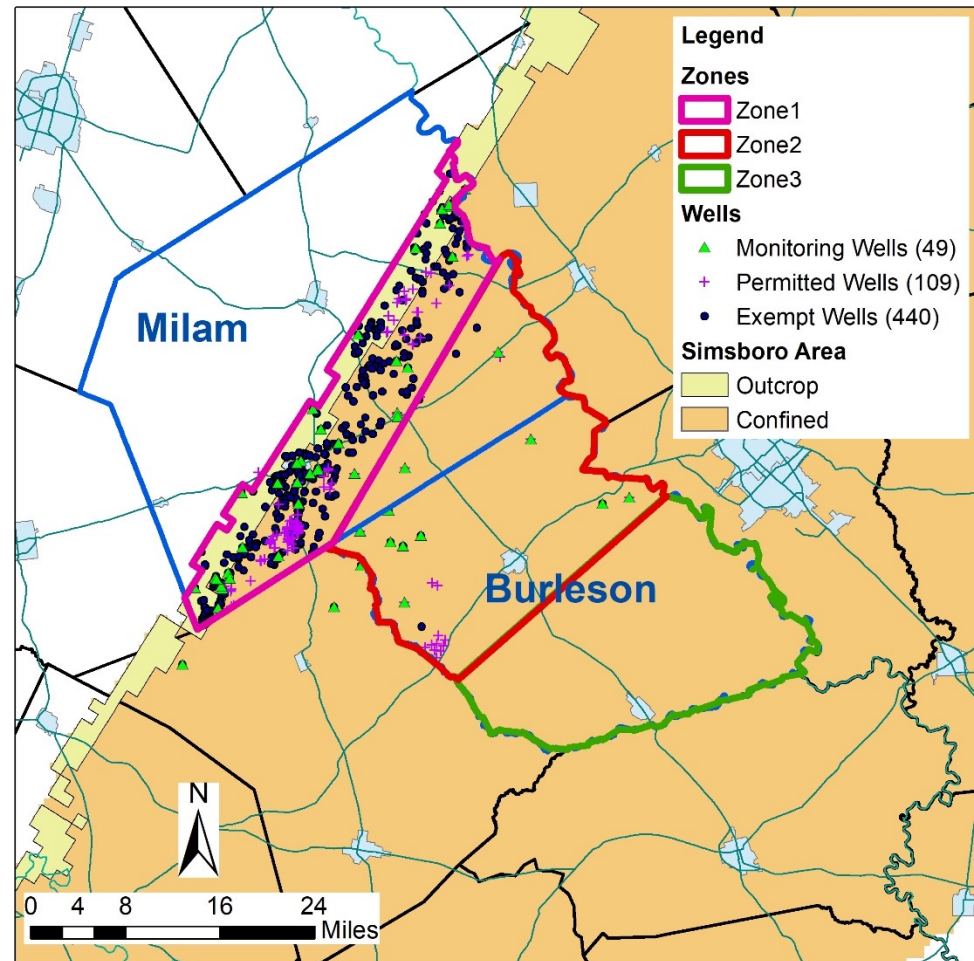 Legend
Zones
Zone1
Zone2
Zone3
Wells
Monitoring Wells (49)
Permitted Wells (109)
Exempt Wells (440)
Simsboro Area
Outcrop
Confined
Milam
Burleson
N
0 4 8 16 24
Miles